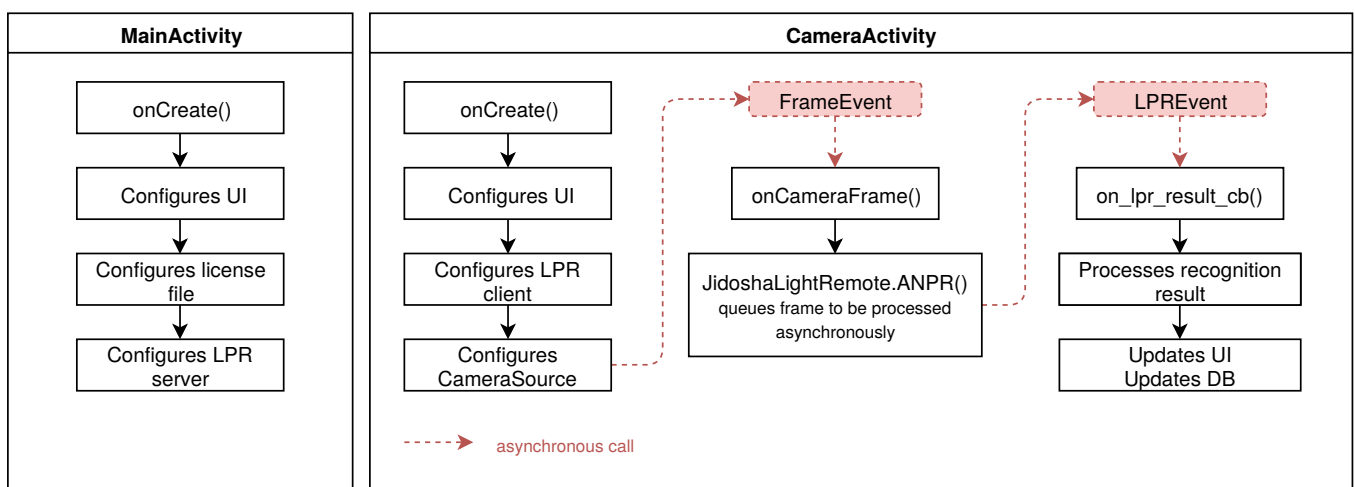 MainActivity
onCreate()
Configures UI
Configures license
file
Configures LPR
server
CameraActivity
onCreate()
Configures UI
Configures LPR
client
Configures
CameraSource
FrameEvent
onCameraFrame()
JidoshaLightRemote.ANPR()
queues frame to be processed
asynchronously
LPREvent
on_lpr_result_cb()
Processes recognition
result
Updates UI
Updates DB
asynchronous call